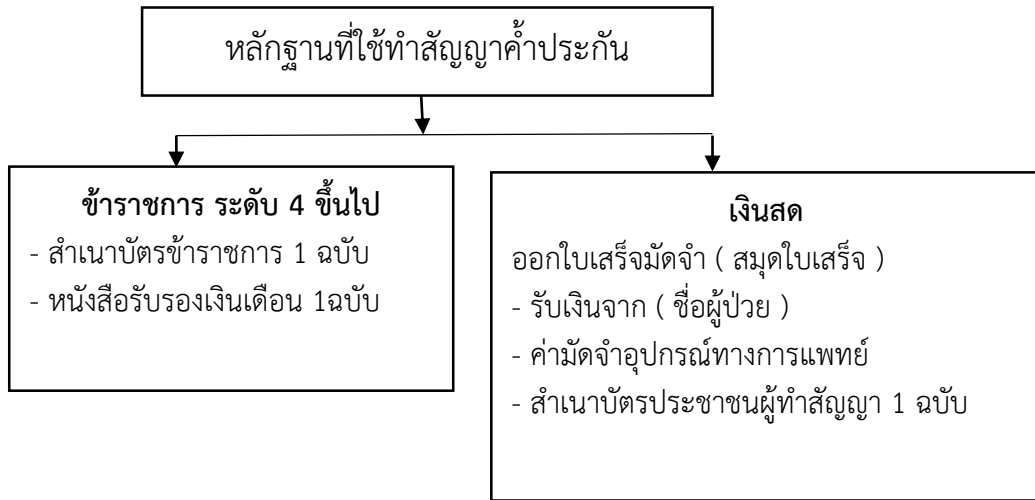 หลักฐานที่ใช้ทำสัญญาค้ำประกัน
ข้าราชการ ระดับ 4 ขึ้นไป
- สำเนาบัตรข้าราชการ 1 ฉบับ
- หนังสือรับรองเงินเดือน 1ฉบับ
เงินสด
ออกใบเสร็จมัดจำ ( สมุดใบเสร็จ )
- รับเงินจาก ( ชื่อผู้ป่วย )
- ค่ามัดจำอุปกรณ์ทางการแพทย์
- สำเนาบัตรประชาชนผู้ทำสัญญา 1 ฉบับ